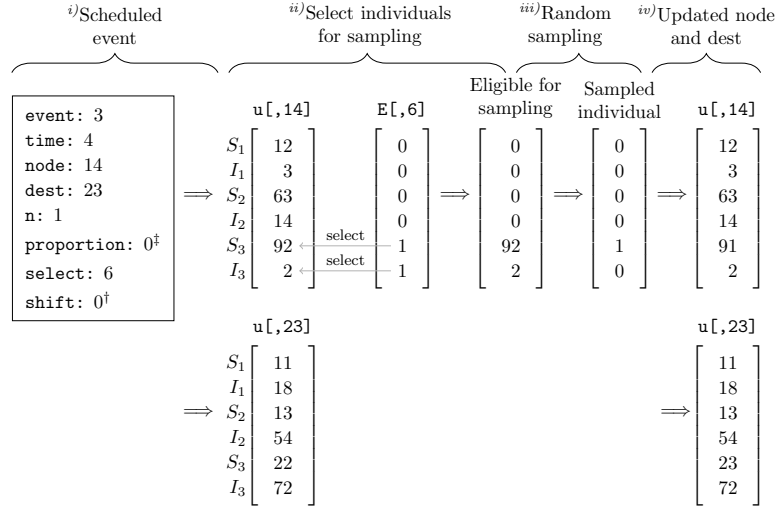 i)Scheduled event
ii)Select individuals for sampling
iii)Random sampling
iv)Updated node and dest
event: 3
time: 4
node: 14
dest: 23
n: 1
proportion: 0‡
select: 6
shift: 0†
u[,14] E[,6] Eligible for sampling Sampled individual u[,14]
S1 12 0 0 0 12
I1 3 0 0 0 3
S2 63 0 0 0 63
I2 14 0 0 0 14
S3 92 select 1 92 1 91
I3 2 select 1 2 0 2
u[,23] u[,23]
S1 11 11
I1 18 18
S2 13 13
I2 54 54
S3 22 23
I3 72 72